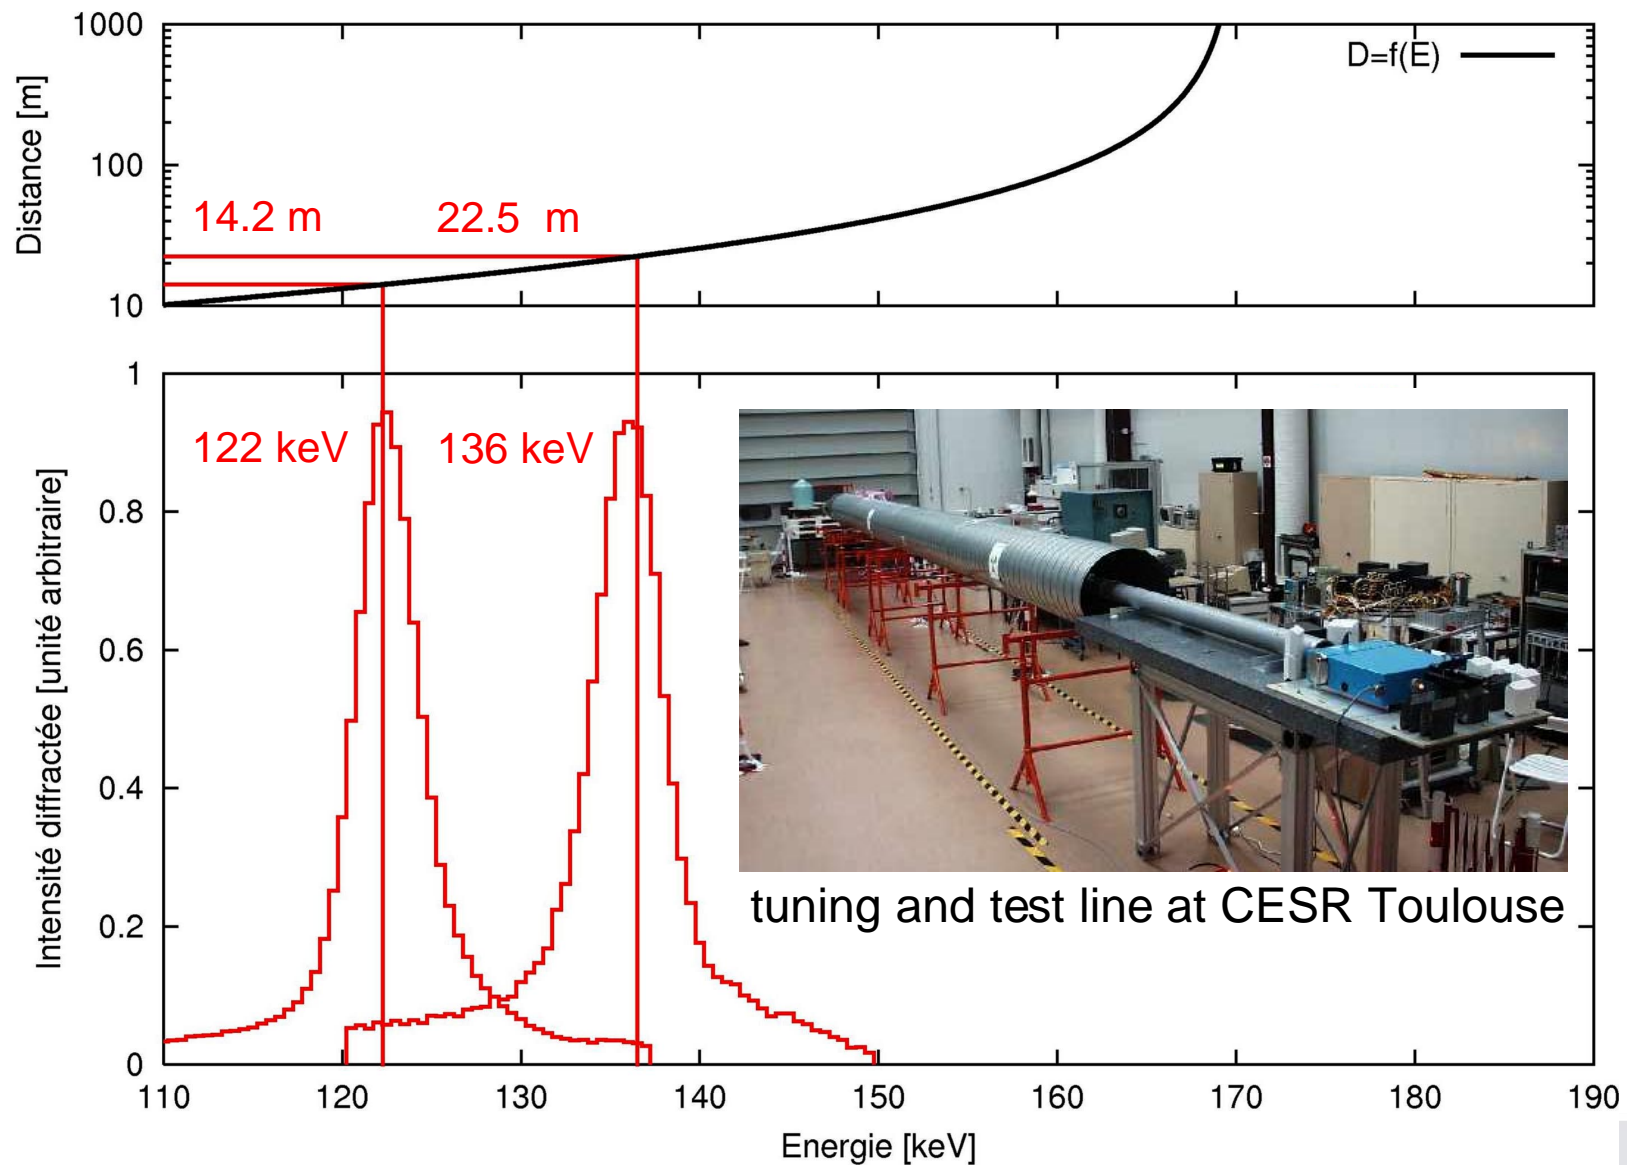 1000
100
10
Distance [m]
D=f(E)
14.2 m
22.5 m
1
0.8
0.6
0.4
0.2
0
Intensité diffractée [unité arbitraire]
122 keV
136 keV
tuning and test line at CESR Toulouse
110 120 130 140 150 160 170 180 190
Energie [keV]